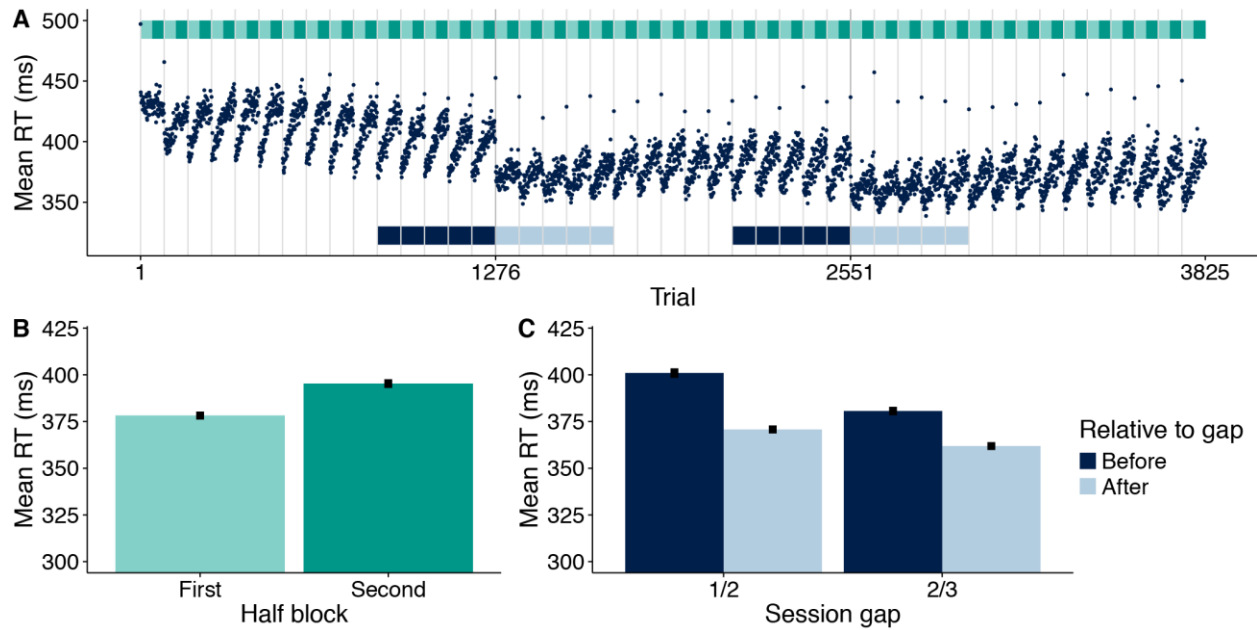 A
Mean RT (ms)
500
450
400
350
1
1276
2551
3825
Trial
B
Mean RT (ms)
425
400
375
350
325
300
First
Second
Half block
C
Mean RT (ms)
425
400
375
350
325
300
1/2
2/3
Session gap
Relative to gap
Before
After